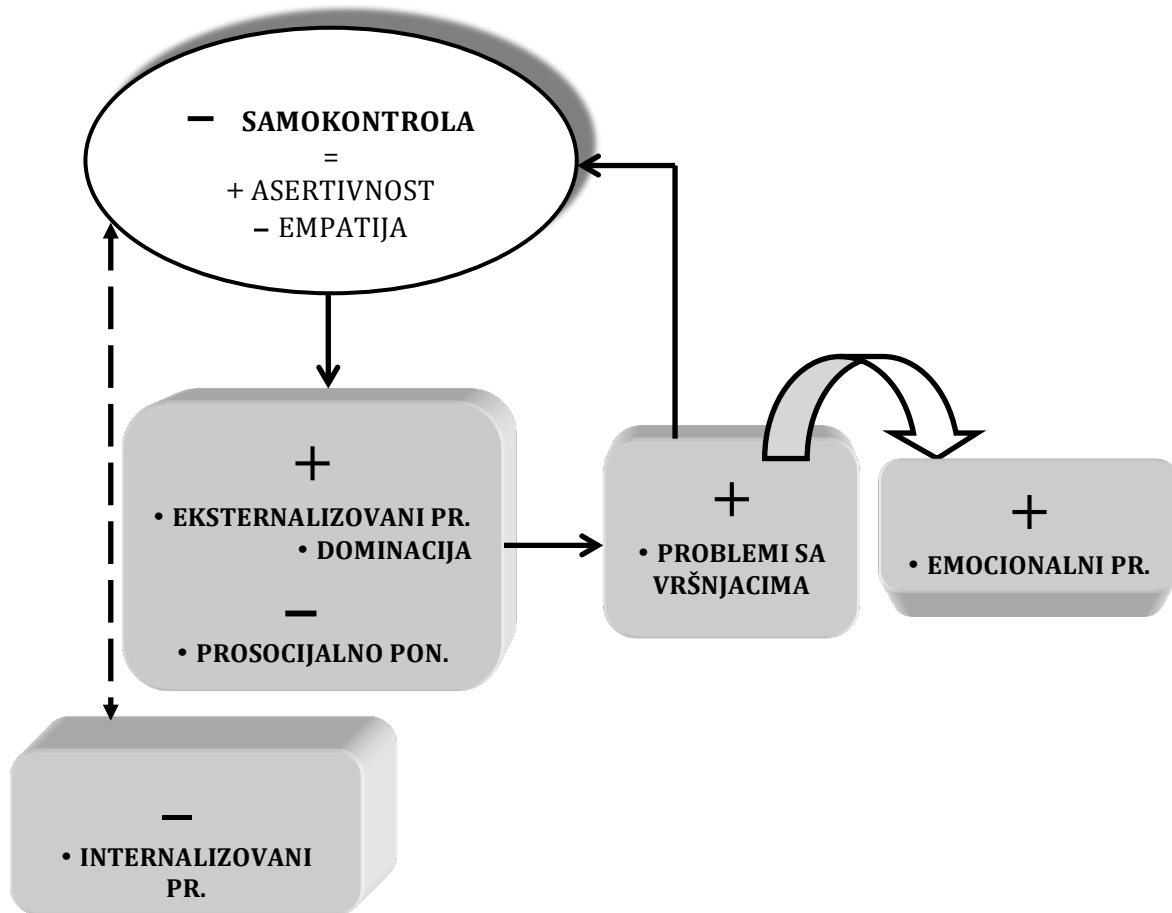 – SAMOKONTROLA
=
+ ASERTIVNOST
– EMPATIJA
+
• EKSTERNALIZOVANI PR.
• DOMINACIJA
–
• PROSOCIJALNO PON.
+
• PROBLEMI SA
VRŠNJACIMA
+
• EMOCIONALNI PR.
–
• INTERNALIZOVANI
PR.